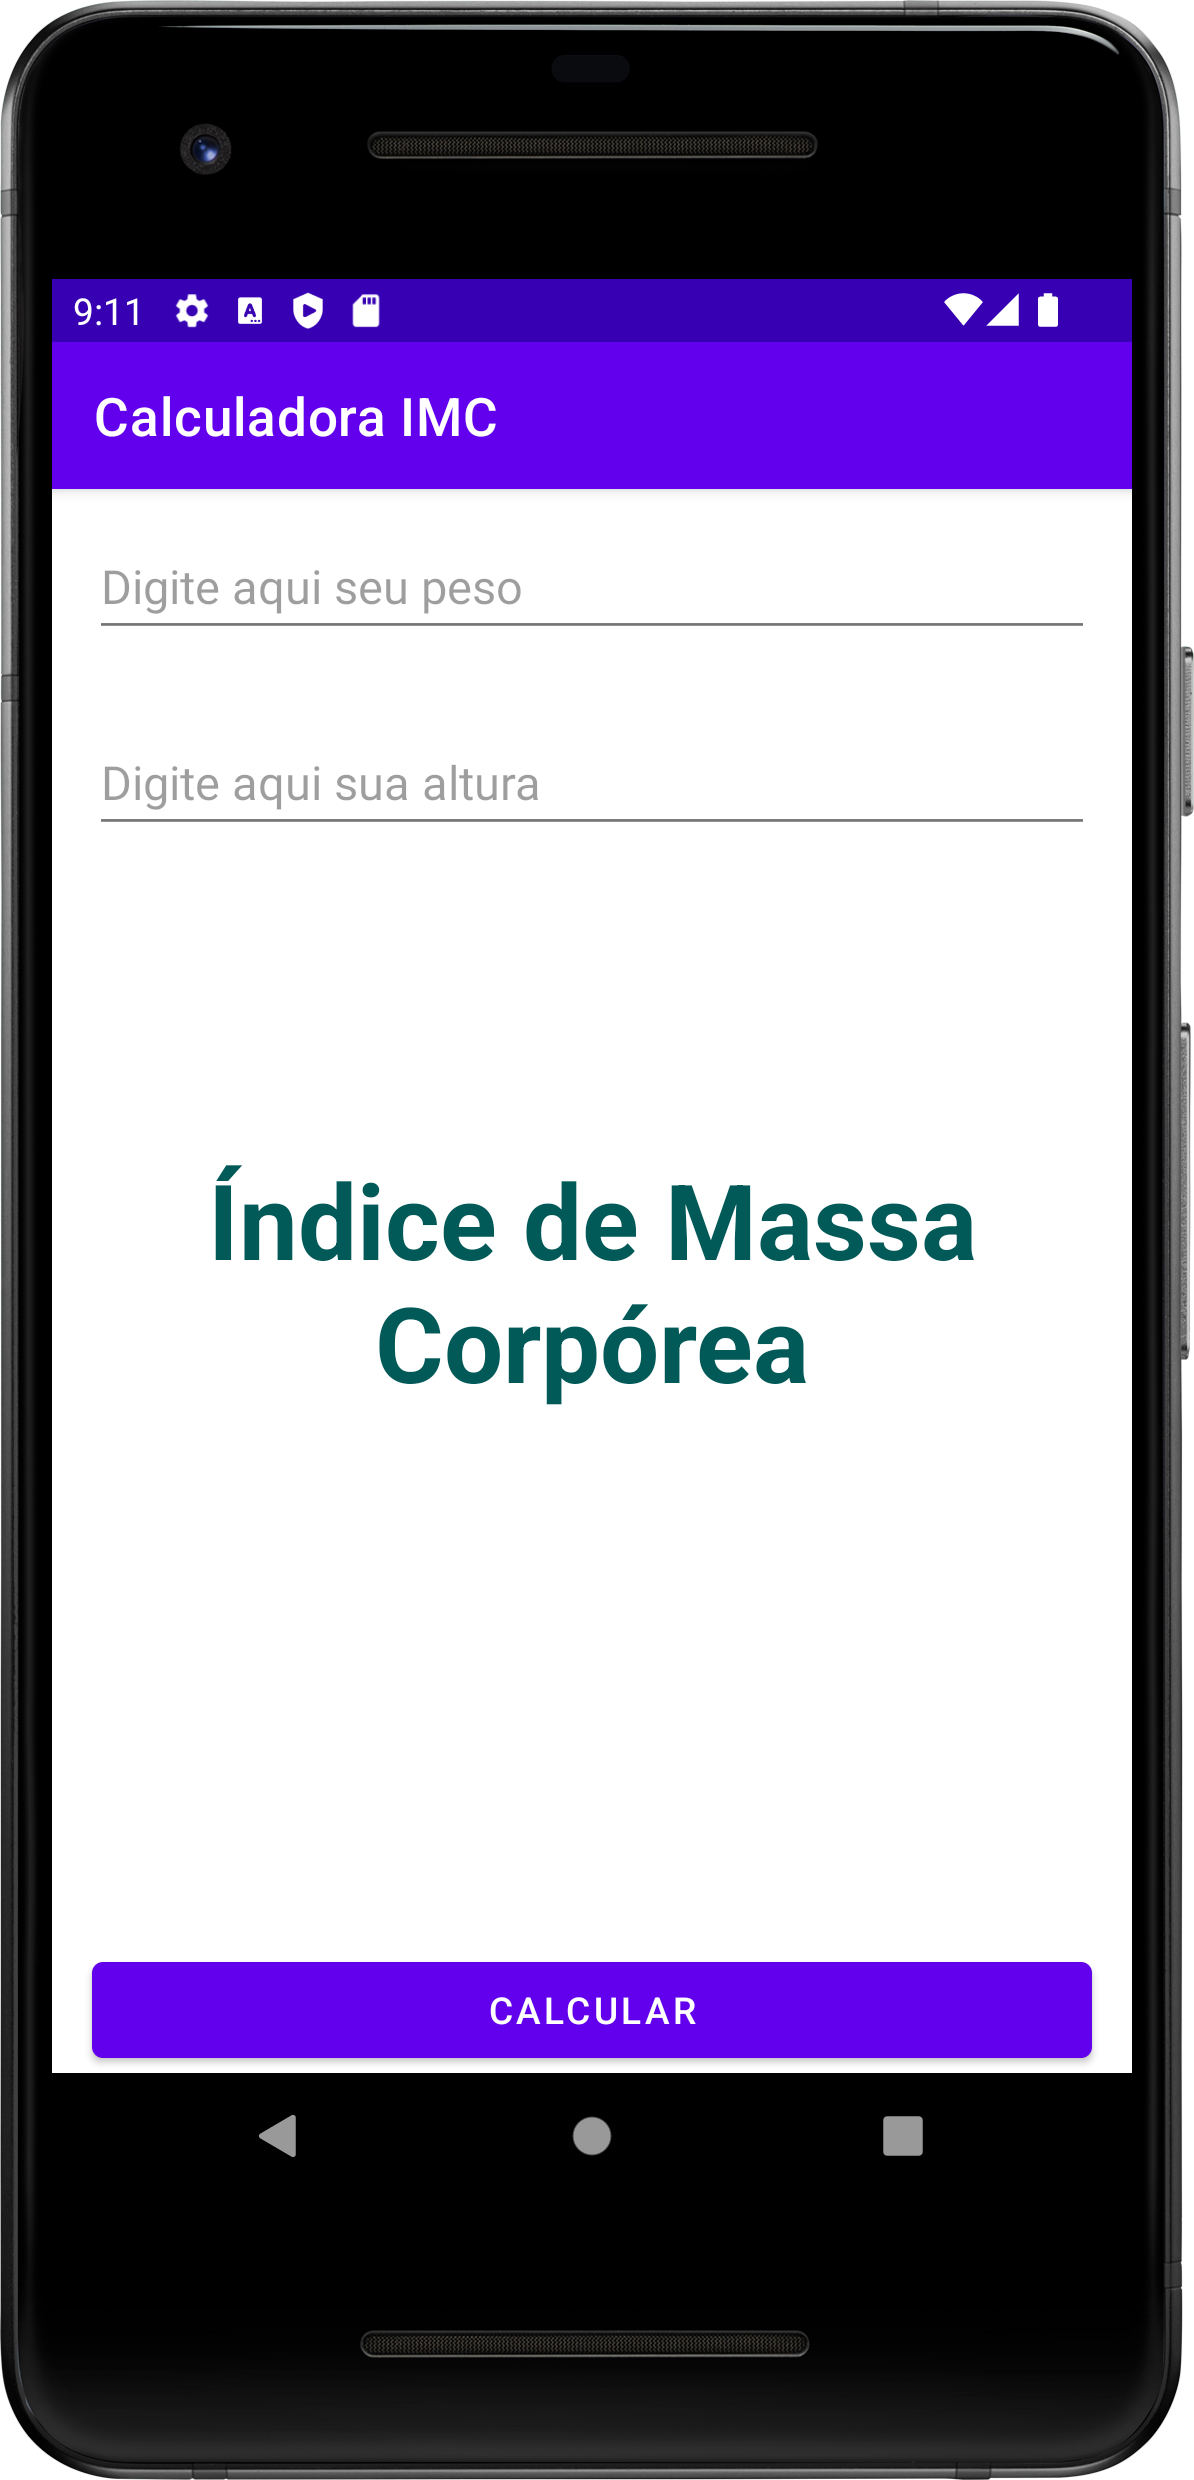 9:11
Calculadora IMC
Digite aqui seu peso
Digite aqui sua altura
Índice de Massa
Corpórea
CALCULAR